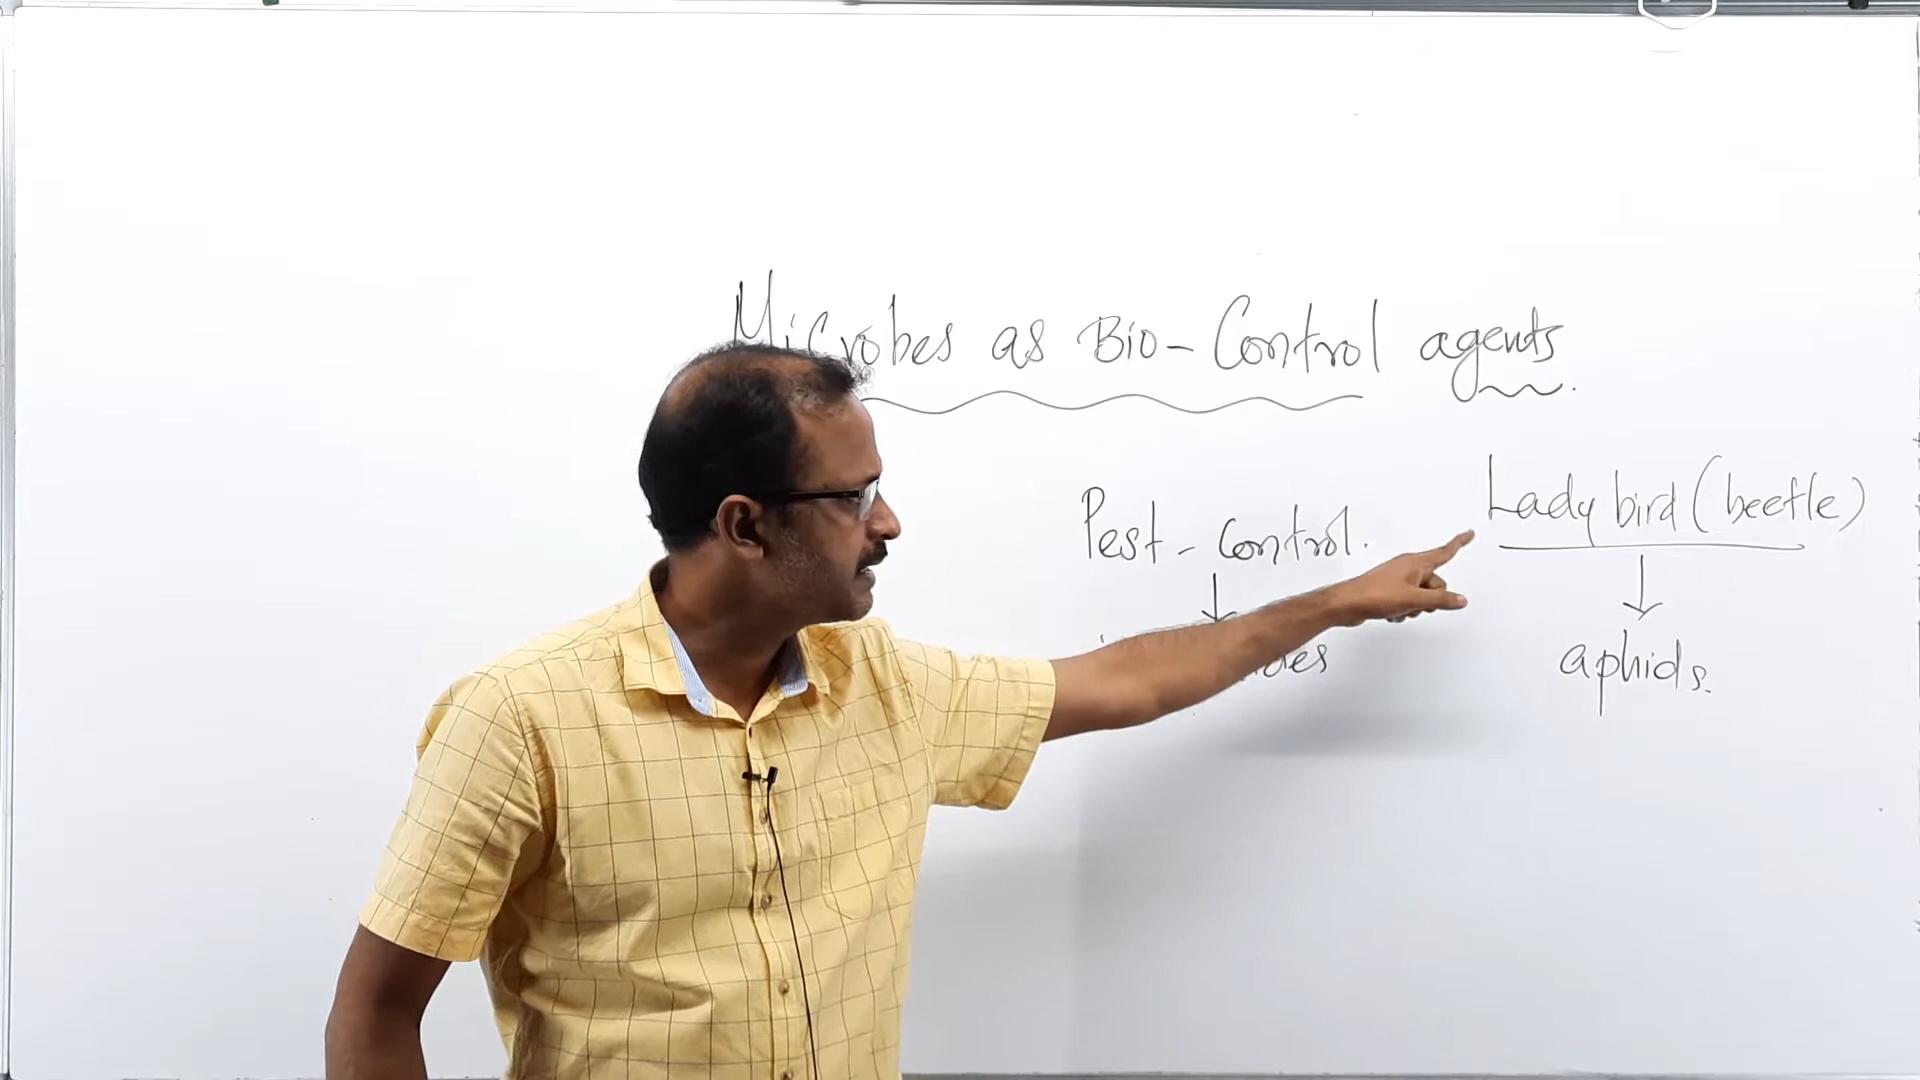 Microbes as Bio-Control agents.
Pest-Control.
Lady bird (beetle)
aphids.